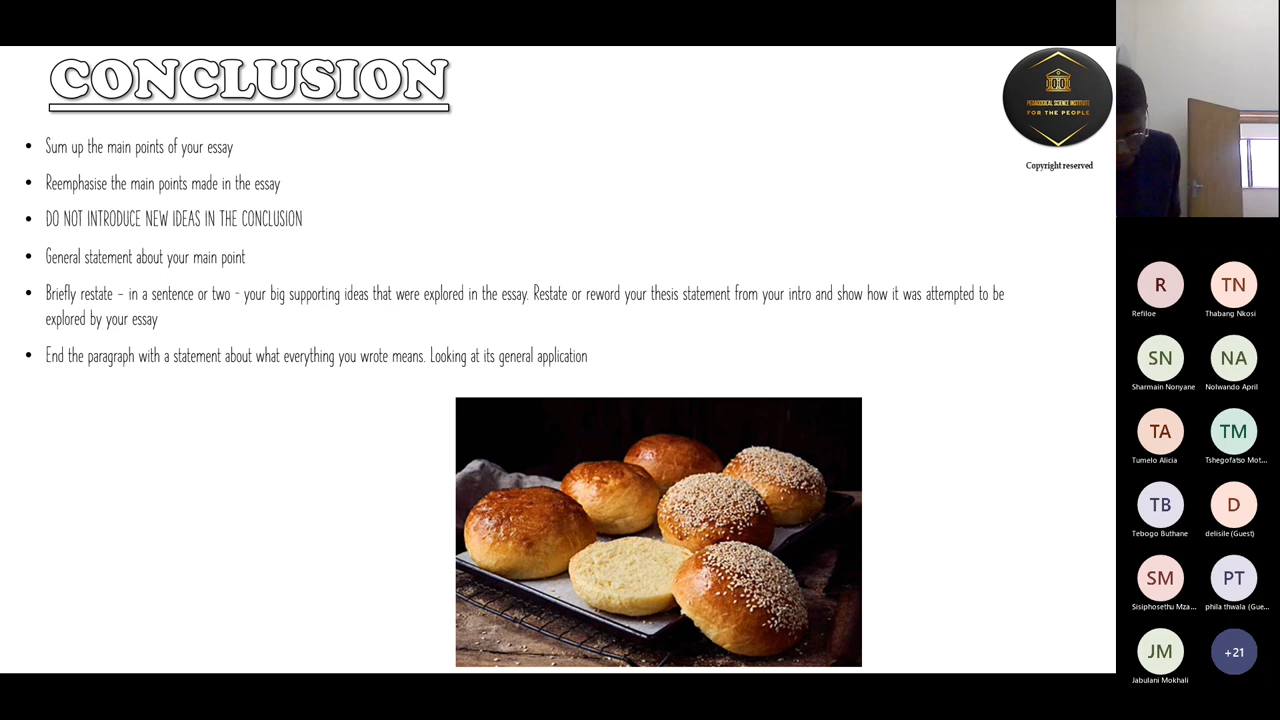 CONCLUSION
PEDAGOGICAL SCIENCE INSTITUTE
FOR THE PEOPLE
Copyright reserved
• Sum up the main points of your essay
• Reemphasise the main points made in the essay
• DO NOT INTRODUCE NEW IDEAS IN THE CONCLUSION
• General statement about your main point
• Briefly restate – in a sentence or two - your big supporting ideas that were explored in the essay. Restate or reword your thesis statement from your intro and show how it was attempted to be
explored by your essay
• End the paragraph with a statement about what everything you wrote means. Looking at its general application
R
Refiloe
TN
Thabang Nkosi
SN
Sharmain Nonyane
NA
Nolwando April
TA
Tumelo Alicia
TM
Tshegofatso Mot...
TB
Tebogo Buthane
D
delisile (Guest)
SM
Sisiphosethu Mza...
PT
phila thwala (Gue...
JM
Jabulani Mokhali
+21